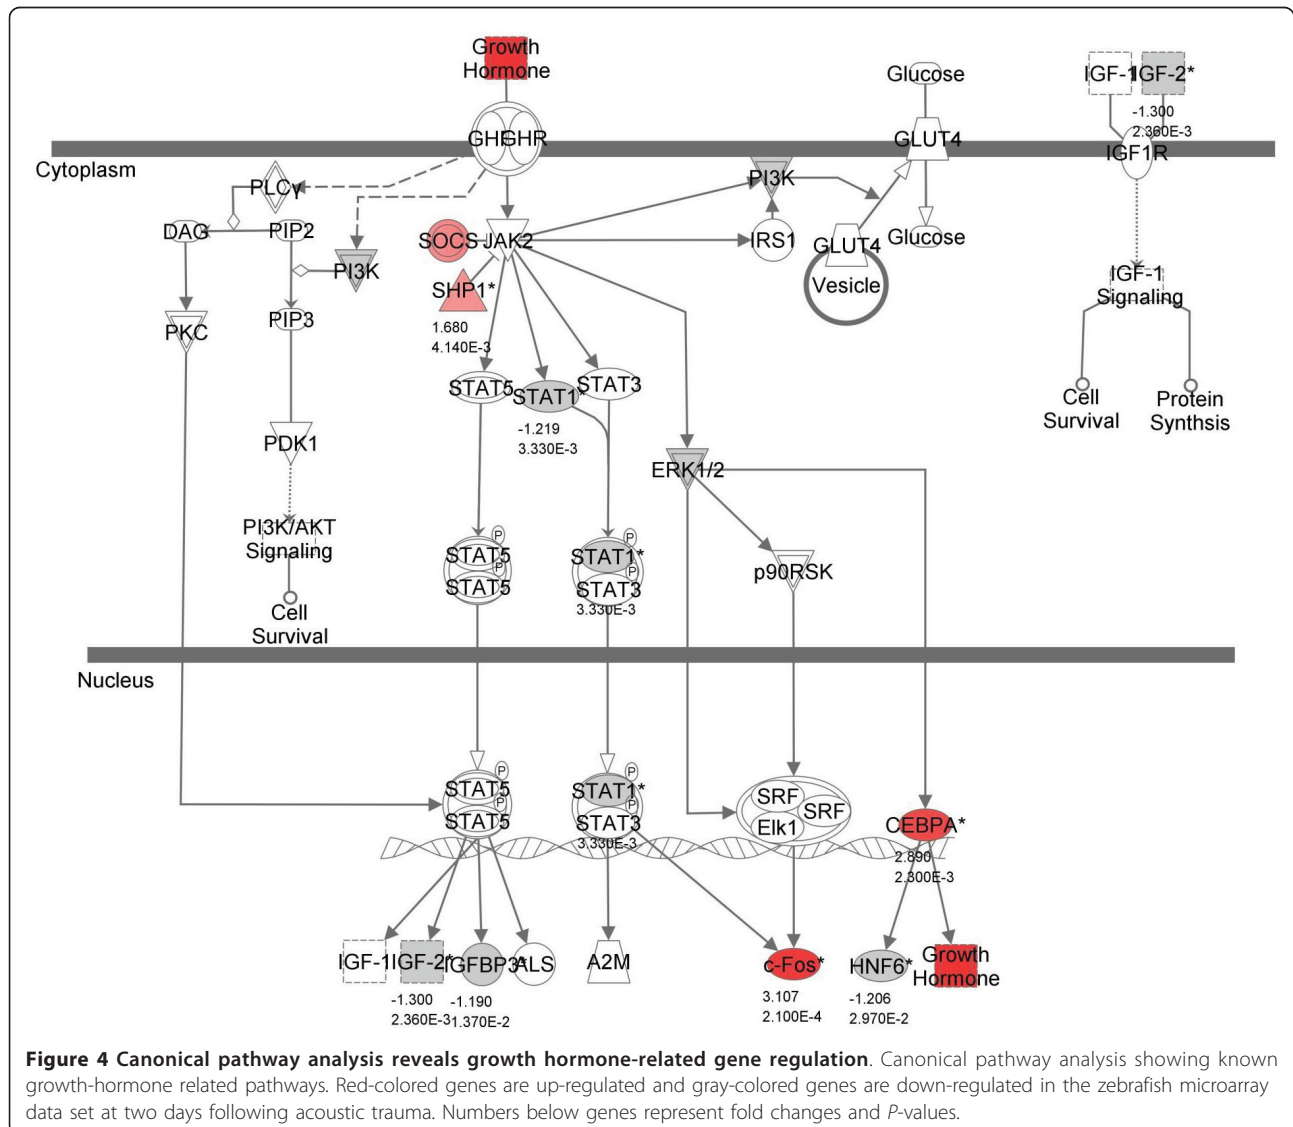 Growth
Hormone
Glucose
IGF-1
IGF-2*
-1.300
2.360E-3
GHR
GLUT4
IGF1R
Cytoplasm
PLCγ
PI3K
DAG
PIP2
SOCS
JAK2
IRS1
GLUT4
Glucose
PI3K
SHP1*
Vesicle
IGF-1
Signaling
PKC
PIP3
1.680
4.140E-3
STAT5
STAT1*
STAT3
-1.219
3.330E-3
Cell
Survival
Protein
Synthsis
PDK1
ERK1/2
PI3K/AKT
Signaling
P
STAT5
P
STAT5
P
STAT1*
P
STAT3
3.330E-3
p90RSK
Cell
Survival
Nucleus
P
STAT5
P
STAT5
P
STAT1*
P
STAT3
3.330E-3
SRF
SRF
Elk1
CEBPA*
2.890
2.300E-3
IGF-1
IGF-2*
IGFBP3*
ALS
A2M
c-Fos*
HNF6*
Growth
Hormone
-1.300
2.360E-3
-1.190
1.370E-2
3.107
2.100E-4
-1.206
2.970E-2
Figure 4 Canonical pathway analysis reveals growth hormone-related gene regulation. Canonical pathway analysis showing known
growth-hormone related pathways. Red-colored genes are up-regulated and gray-colored genes are down-regulated in the zebrafish microarray
data set at two days following acoustic trauma. Numbers below genes represent fold changes and P-values.